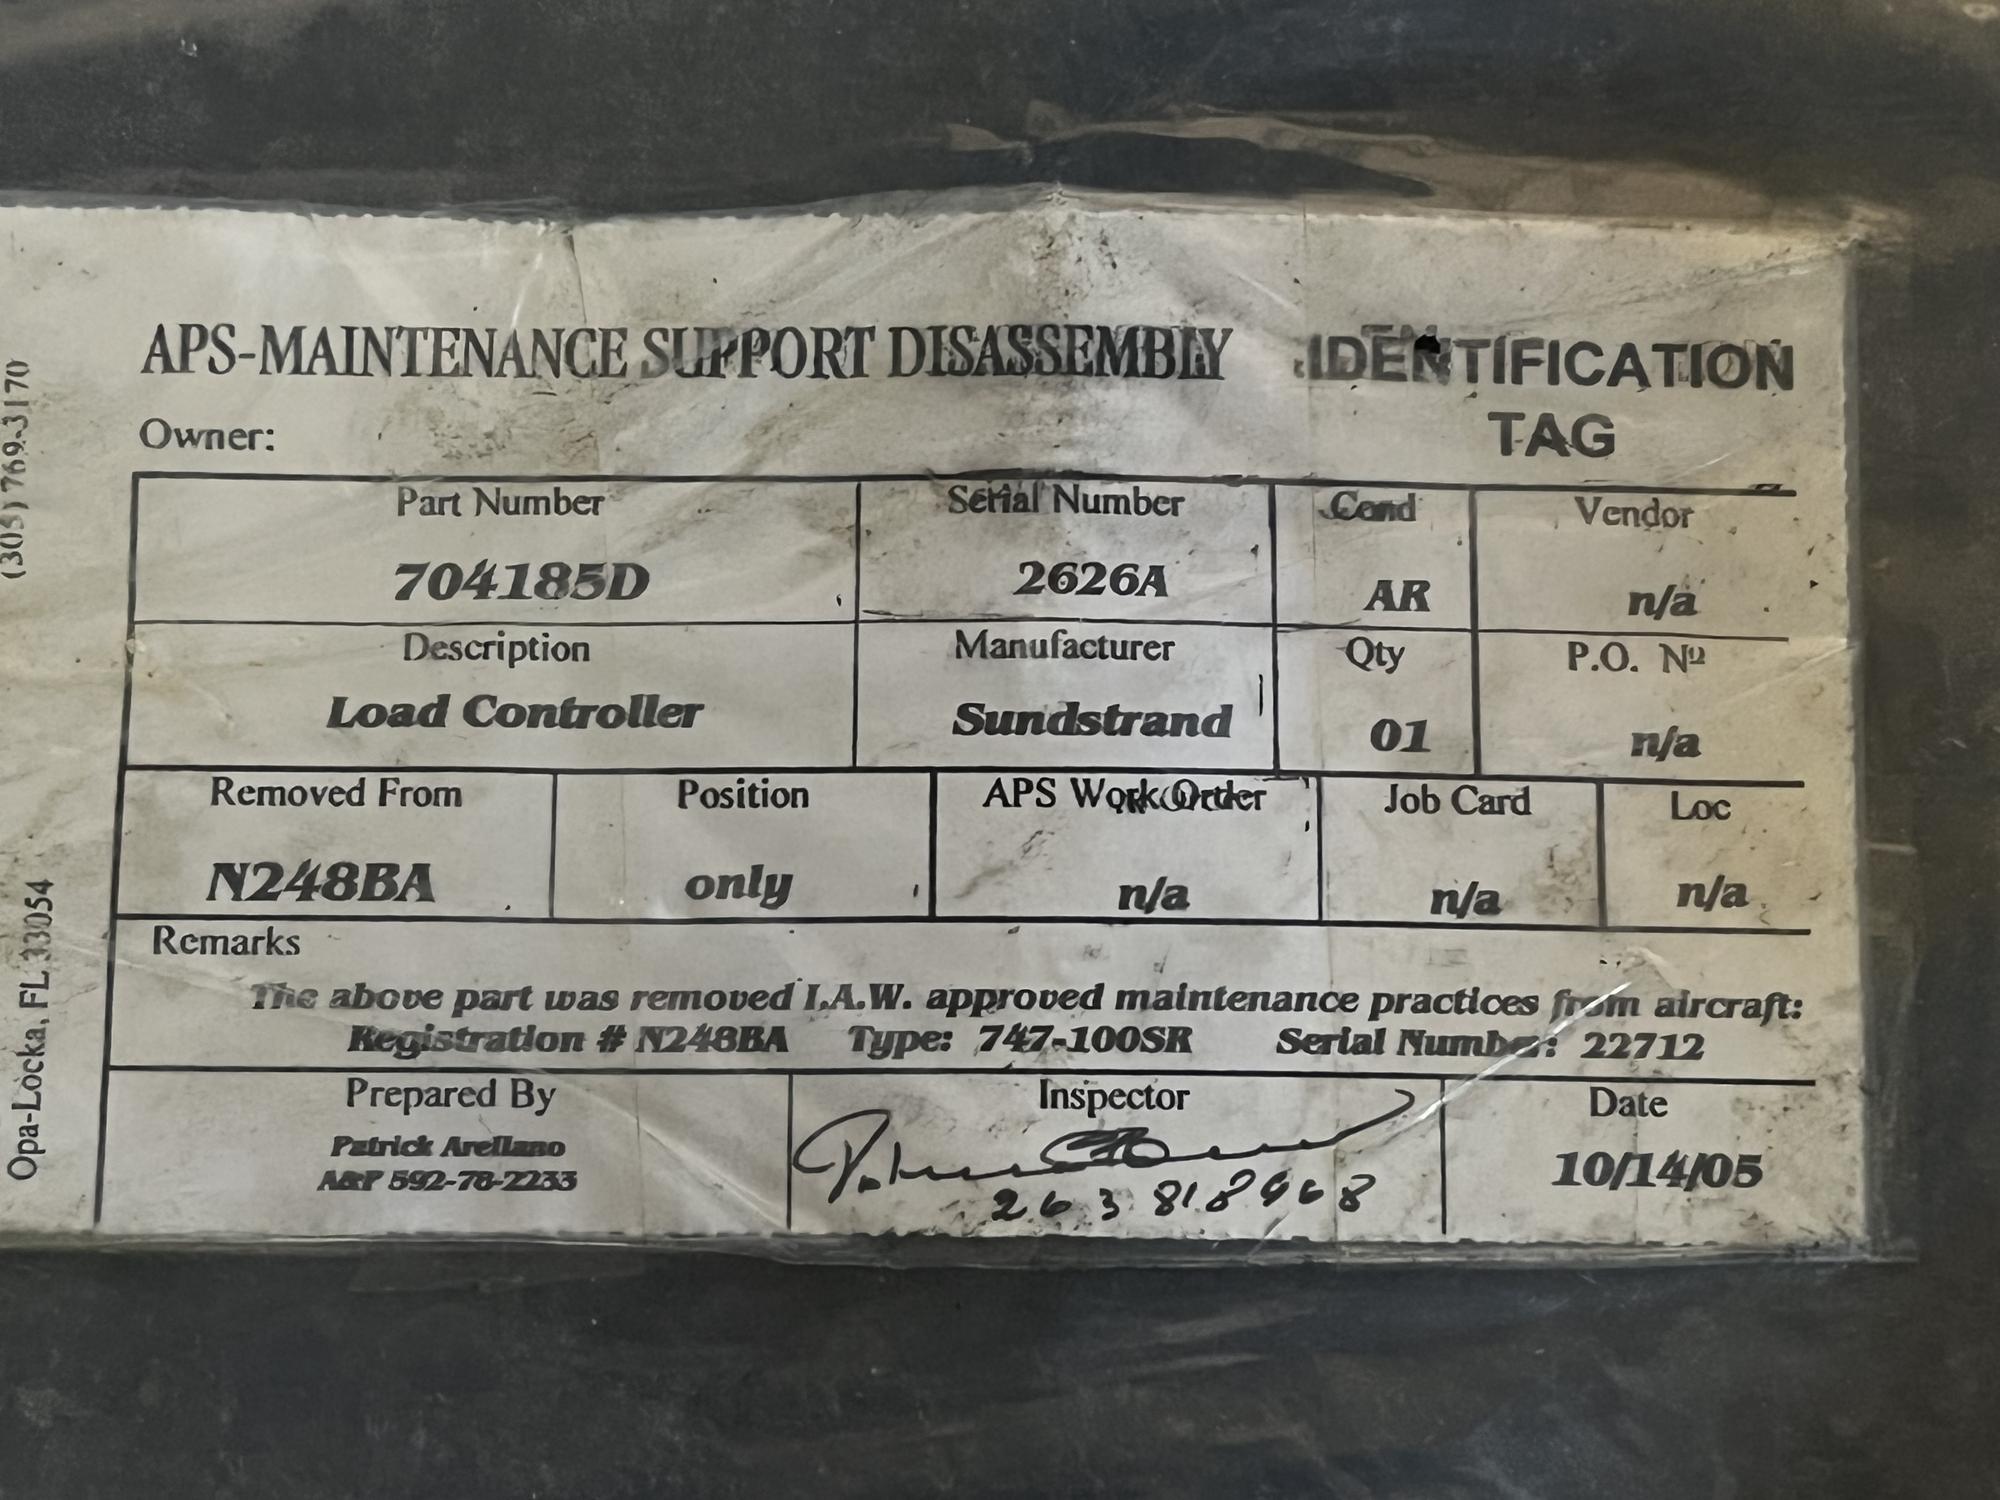 APS-MAINTENANCE SUPPORT DISASSEMBLY IDENTIFICATION
TAG
Owner:
Part Number Serial Number Cond Vendor
704185D 2626A AR n/a
Description Manufacturer Qty P.O. Nº
Load Controller Sundstrand 01 n/a
Removed From Position APS Work Order Job Card Loc
N248BA only n/a n/a n/a
Remarks
The above part was removed I.A.W. approved maintenance practices from aircraft:
Registration # N248BA Type: 747-100SR Serial Number: 22712
Prepared By Inspector Date
Patrick Arellano 10/14/05
A&P 592-78-2233
(305) 769-3170
Opa-Locka, FL 33054